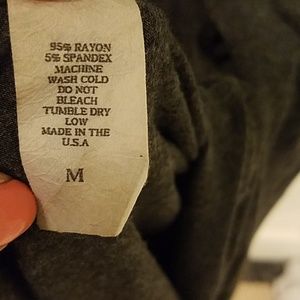 95% RAYON
5% SPANDEX
MACHINE
WASH COLD
DO NOT
BLEACH
TUMBLE DRY
LOW
MADE IN THE
U.S.A
M